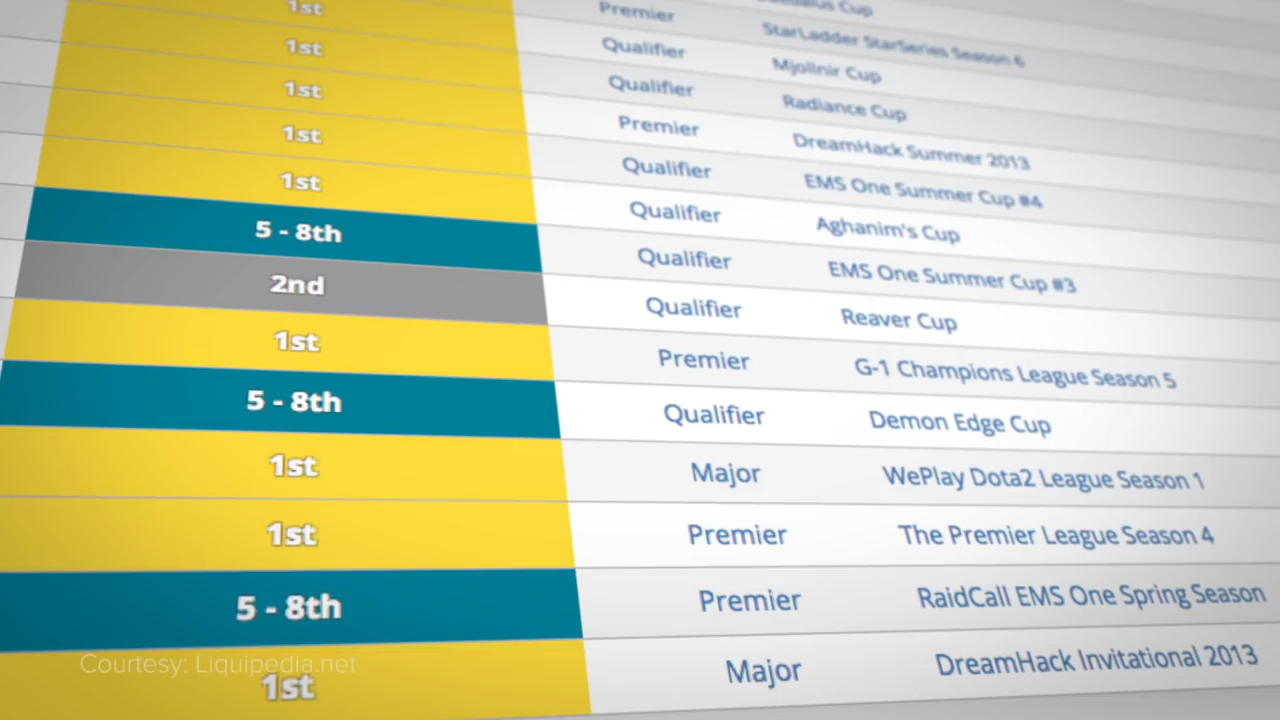 Cup
Premier StarLadder StarSeries Season 6
1st Qualifier Mjollnir Cup
1st Qualifier Radiance Cup
1st Premier DreamHack Summer 2013
1st Qualifier EMS One Summer Cup #4
1st Qualifier Aghanim's Cup
5 - 8th Qualifier EMS One Summer Cup #3
2nd Qualifier Reaver Cup
1st Premier G-1 Champions League Season 5
5 - 8th Qualifier Demon Edge Cup
1st Major WePlay Dota2 League Season 1
1st Premier The Premier League Season 4
5 - 8th Premier RaidCall EMS One Spring Season
1st Major DreamHack Invitational 2013
Courtesy: Liquipedia.net